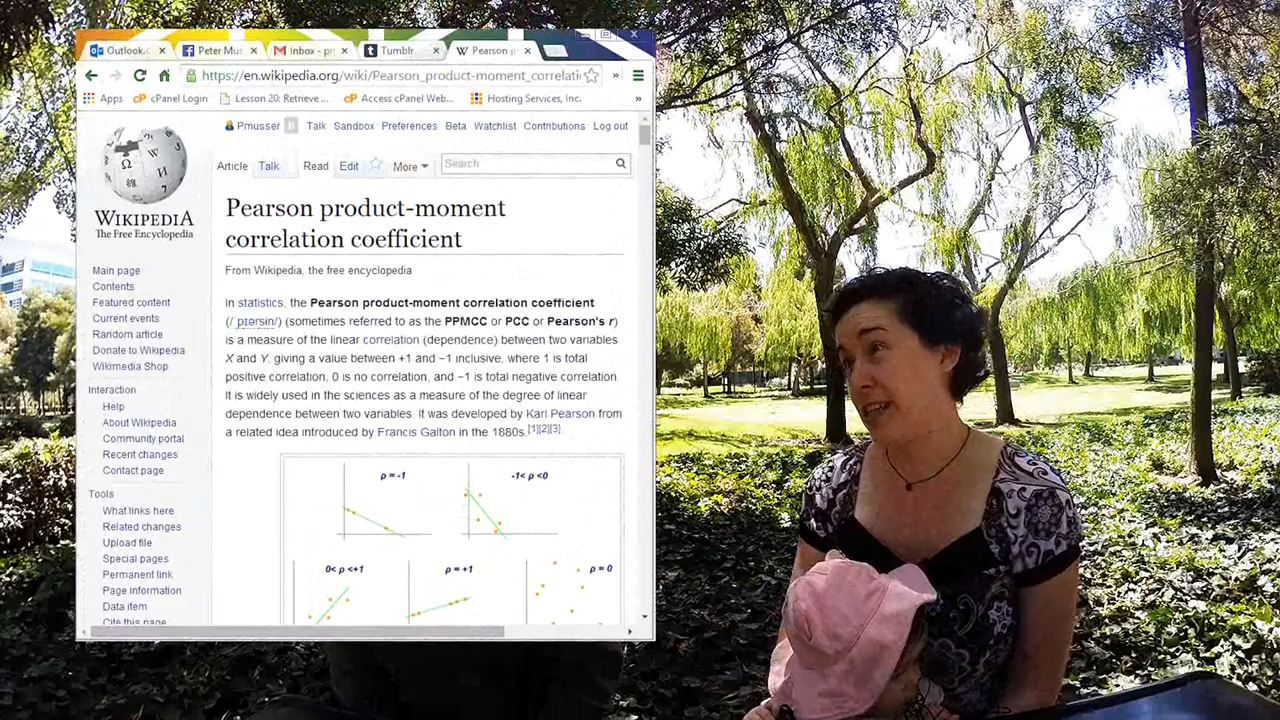 Outlook.c
Peter Mus
Inbox - pr
Tumblr
Pearson p
https://en.wikipedia.org/wiki/Pearson_product-moment_correlati
Apps
cPanel Login
Lesson 20: Retrieve ...
Access cPanel Web...
Hosting Services, Inc.
»
Pmusser
Talk
Sandbox
Preferences
Beta
Watchlist
Contributions
Log out
Article
Talk
Read
Edit
More
Search
WIKIPEDIA
The Free Encyclopedia
Main page
Contents
Featured content
Current events
Random article
Donate to Wikipedia
Wikimedia Shop
Interaction
Help
About Wikipedia
Community portal
Recent changes
Contact page
Tools
What links here
Related changes
Upload file
Special pages
Permanent link
Page information
Data item
Cite this page
Pearson product-moment
correlation coefficient
From Wikipedia, the free encyclopedia
In statistics, the Pearson product-moment correlation coefficient
(/ˈpɪərsɪn/) (sometimes referred to as the PPMCC or PCC or Pearson's r)
is a measure of the linear correlation (dependence) between two variables
X and Y, giving a value between +1 and −1 inclusive, where 1 is total
positive correlation, 0 is no correlation, and −1 is total negative correlation.
It is widely used in the sciences as a measure of the degree of linear
dependence between two variables. It was developed by Karl Pearson from
a related idea introduced by Francis Galton in the 1880s.[1][2][3]
ρ = -1
-1< ρ <0
0< ρ <+1
ρ = +1
ρ = 0